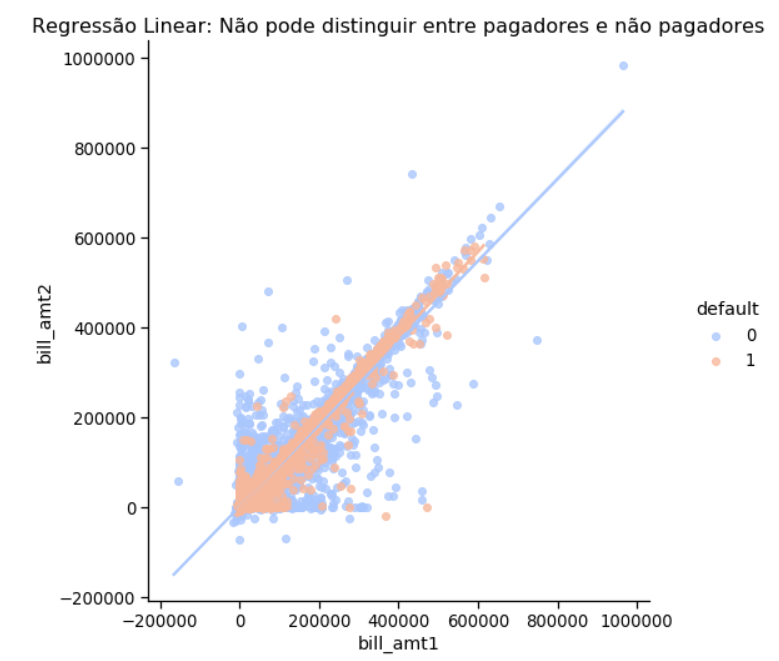 Regressão Linear: Não pode distinguir entre pagadores e não pagadores
1000000
800000
600000
400000
200000
0
−200000
bill_amt2
default
0
1
−200000 0 200000 400000 600000 800000 1000000
bill_amt1